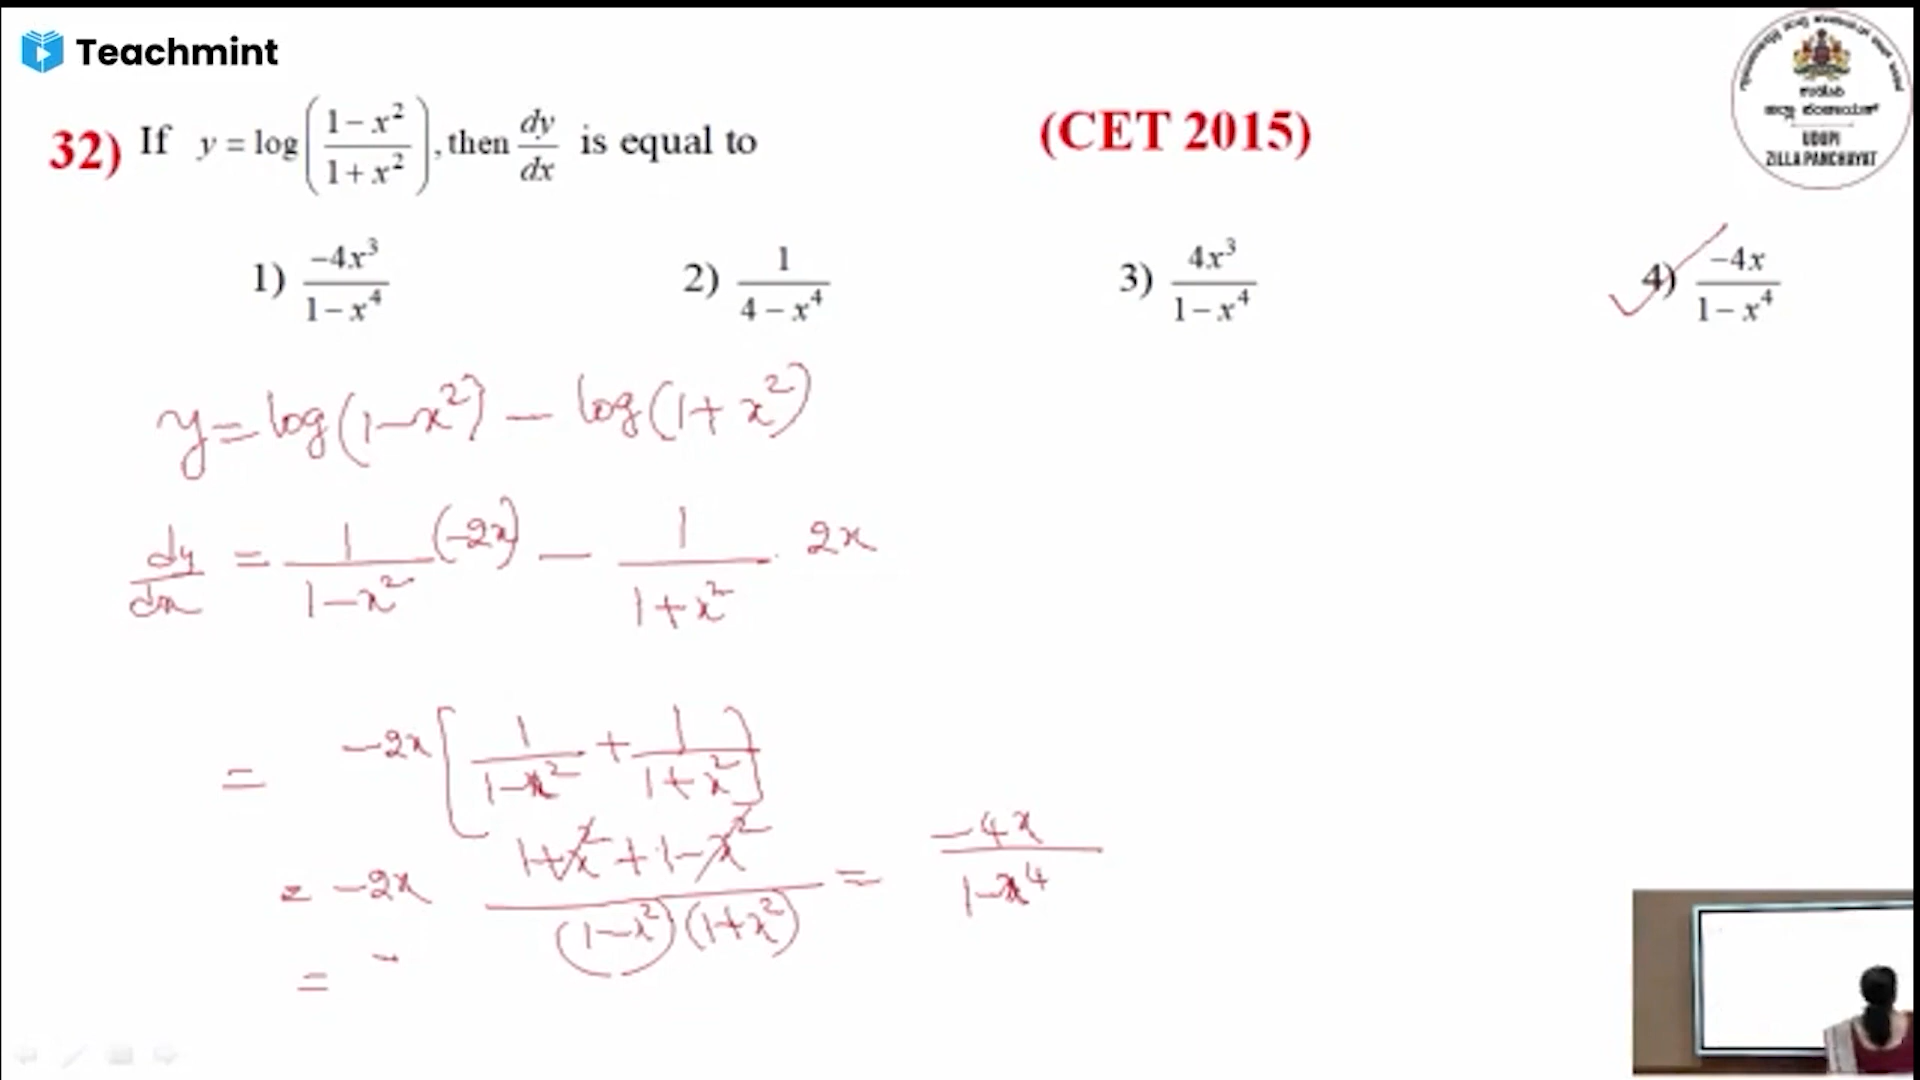 Teachmint
32) If y = log((1-x²)/(1+x²)), then dy/dx is equal to
(CET 2015)
ಉಡುಪಿ
ಜಿಲ್ಲಾ ಪಂಚಾಯತ್
UDUPI
ZILLA PANCHAYAT
1) -4x³/(1-x⁴)
2) 1/(4-x⁴)
3) 4x³/(1-x⁴)
4) -4x/(1-x⁴)
y = log(1-x²) - log(1+x²)
dy/dx = 1/(1-x²) (-2x) - 1/(1+x²) · 2x
= -2x[1/(1-x²) + 1/(1+x²)]
= -2x (1+x²+1-x²)/((1-x²)(1+x²)) = -4x/(1-x⁴)
= -